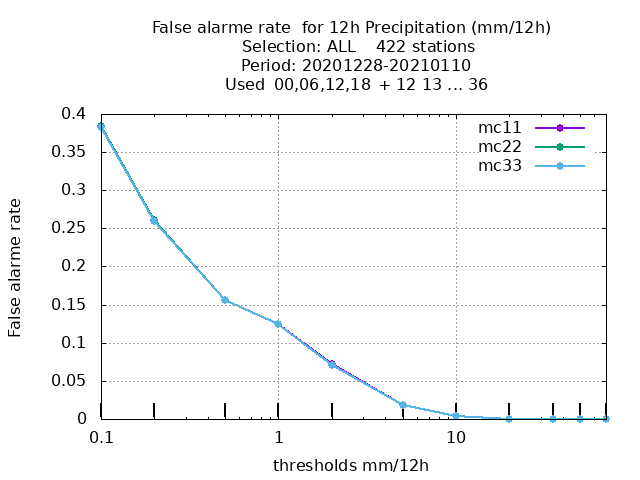 False alarme rate  for 12h Precipitation (mm/12h)
Selection: ALL    422 stations
Period: 20201228-20210110
Used  00,06,12,18  + 12 13 ... 36
mc11
mc22
mc33
0.4
0.35
0.3
0.25
0.2
0.15
0.1
0.05
0
False alarme rate
0.1 1 10
thresholds mm/12h